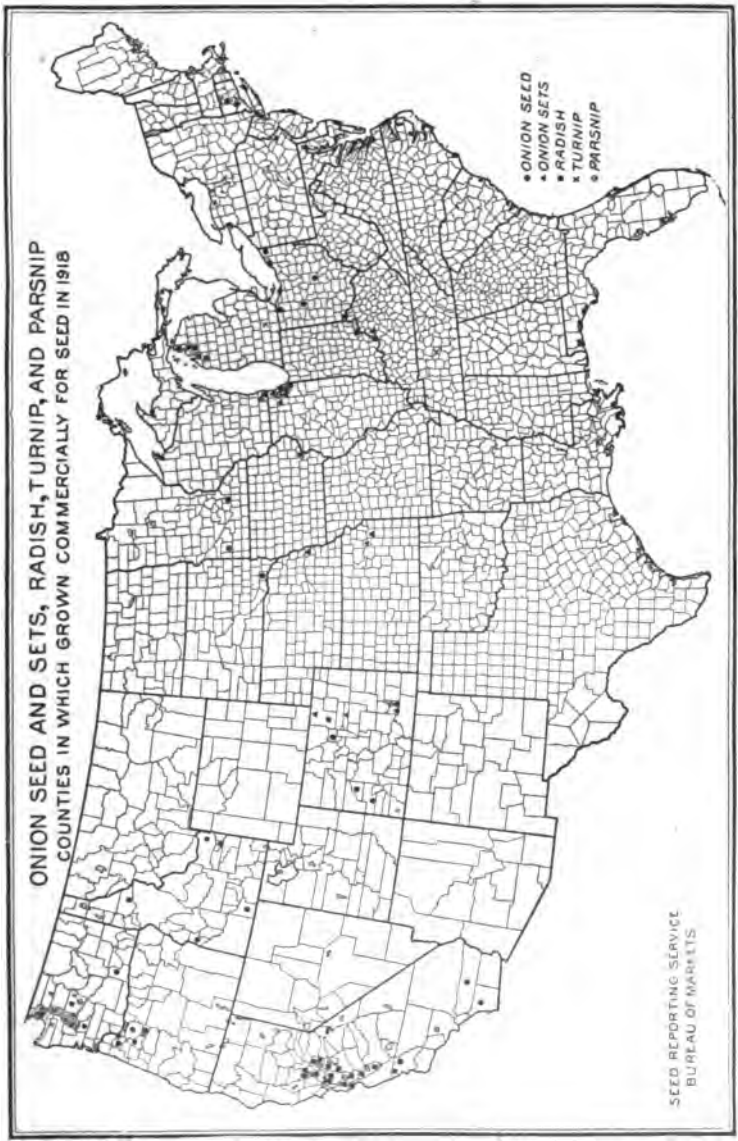 ONION SEED AND SETS, RADISH, TURNIP, AND PARSNIP
COUNTIES IN WHICH GROWN COMMERCIALLY FOR SEED IN 1918
● ONION SEED
▲ ONION SETS
■ RADISH
x TURNIP
o PARSNIP
SEED REPORTING SERVICE
BUREAU OF MARKETS